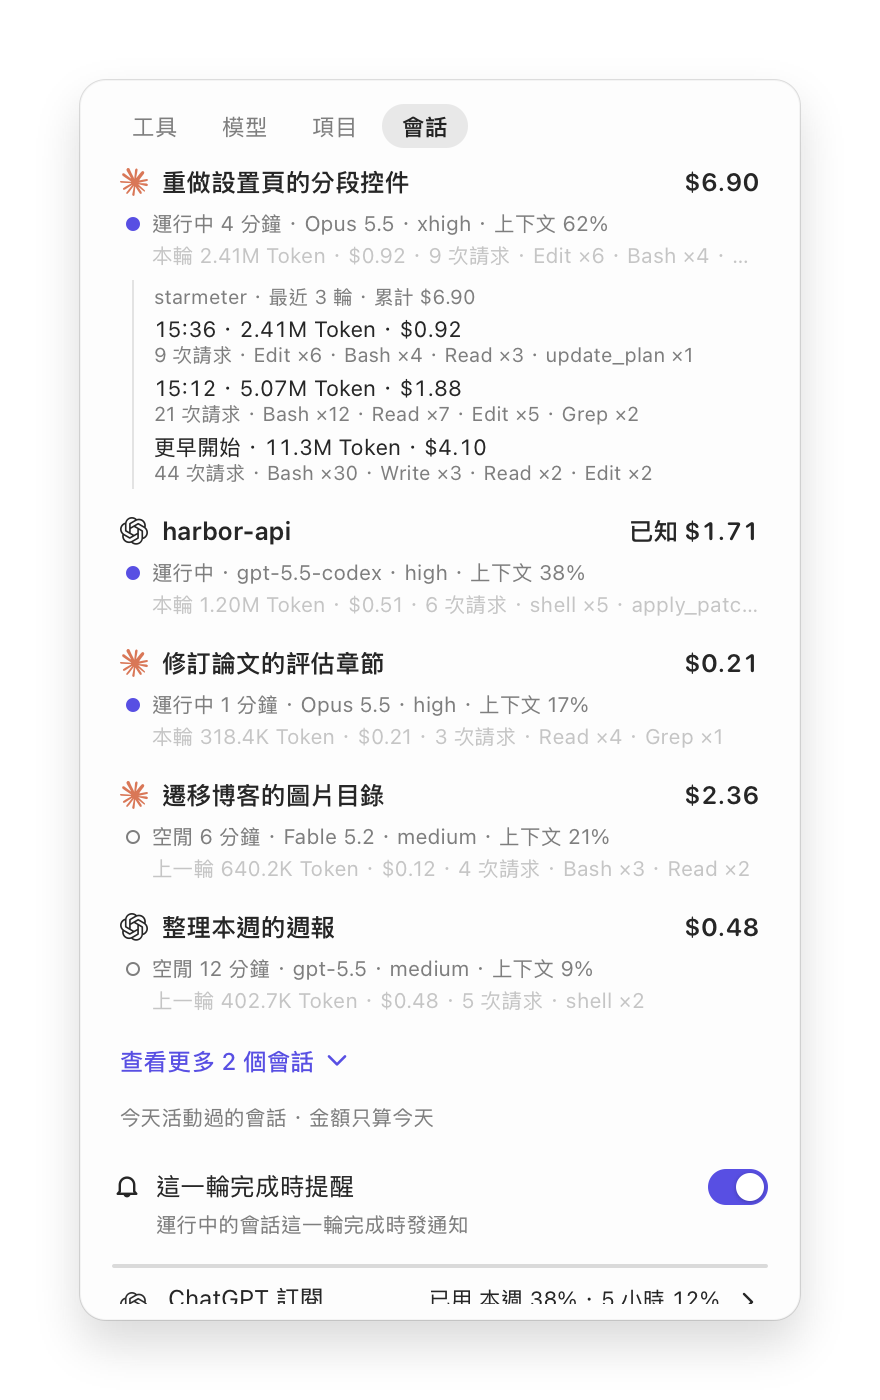 工具 模型 項目 會話
重做設置頁的分段控件 $6.90
運行中 4 分鐘 · Opus 5.5 · xhigh · 上下文 62%
本輪 2.41M Token · $0.92 · 9 次請求 · Edit ×6 · Bash ×4 · ...
starmeter · 最近 3 輪 · 累計 $6.90
15:36 · 2.41M Token · $0.92
9 次請求 · Edit ×6 · Bash ×4 · Read ×3 · update_plan ×1
15:12 · 5.07M Token · $1.88
21 次請求 · Bash ×12 · Read ×7 · Edit ×5 · Grep ×2
更早開始 · 11.3M Token · $4.10
44 次請求 · Bash ×30 · Write ×3 · Read ×2 · Edit ×2
harbor-api 已知 $1.71
運行中 · gpt-5.5-codex · high · 上下文 38%
本輪 1.20M Token · $0.51 · 6 次請求 · shell ×5 · apply_patc...
修訂論文的評估章節 $0.21
運行中 1 分鐘 · Opus 5.5 · high · 上下文 17%
本輪 318.4K Token · $0.21 · 3 次請求 · Read ×4 · Grep ×1
遷移博客的圖片目錄 $2.36
空閒 6 分鐘 · Fable 5.2 · medium · 上下文 21%
上一輪 640.2K Token · $0.12 · 4 次請求 · Bash ×3 · Read ×2
整理本週的週報 $0.48
空閒 12 分鐘 · gpt-5.5 · medium · 上下文 9%
上一輪 402.7K Token · $0.48 · 5 次請求 · shell ×2
查看更多 2 個會話
今天活動過的會話 · 金額只算今天
這一輪完成時提醒
運行中的會話這一輪完成時發通知
ChatGPT 訂閱 已用 本週 38% · 5 小時 12%